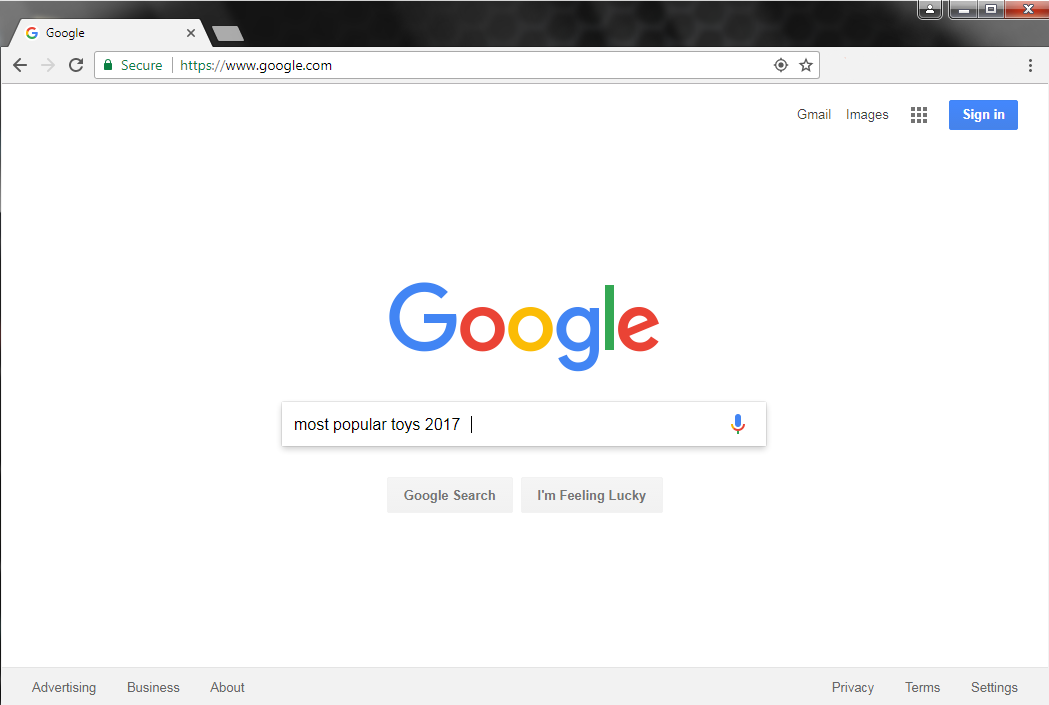 Google
Secure https://www.google.com
Gmail Images Sign in
Google
most popular toys 2017
Google Search I'm Feeling Lucky
Advertising Business About Privacy Terms Settings